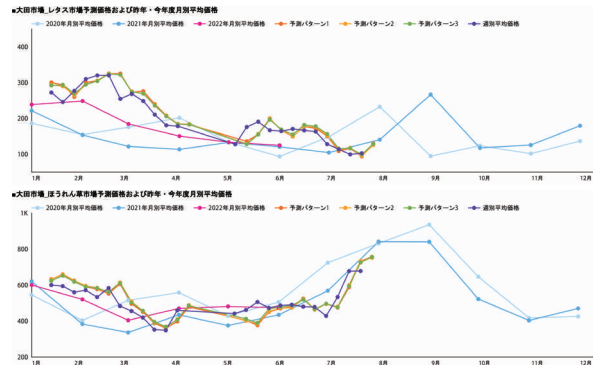 ■大田市場_レタス市場予測価格および昨年・今年度月別平均価格
2020年月別平均価格 2021年月別平均価格 2022年月別平均価格 予測パターン1 予測パターン2 予測パターン3 週別平均価格
400
300
200
100
1月 2月 3月 4月 5月 6月 7月 8月 9月 10月 11月 12月
■大田市場_ほうれん草市場予測価格および昨年・今年度月別平均価格
2020年月別平均価格 2021年月別平均価格 2022年月別平均価格 予測パターン1 予測パターン2 予測パターン3 週別平均価格
1K
800
600
400
200
1月 2月 3月 4月 5月 6月 7月 8月 9月 10月 11月 12月